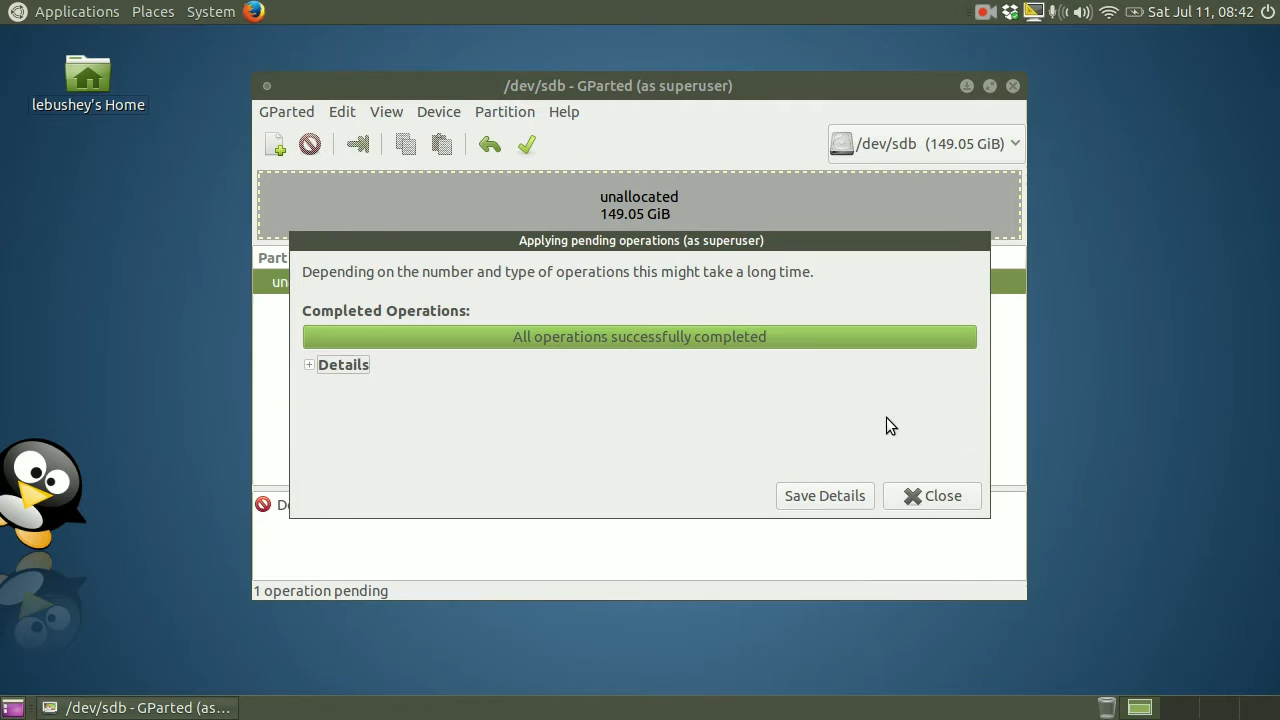 Applications Places System Sat Jul 11, 08:42
lebushey's Home
/dev/sdb - GParted (as superuser)
GParted Edit View Device Partition Help
/dev/sdb (149.05 GiB)
unallocated
149.05 GiB
Applying pending operations (as superuser)
Part
Depending on the number and type of operations this might take a long time.
un
Completed Operations:
All operations successfully completed
Details
Save Details Close
De
1 operation pending
/dev/sdb - GParted (as...